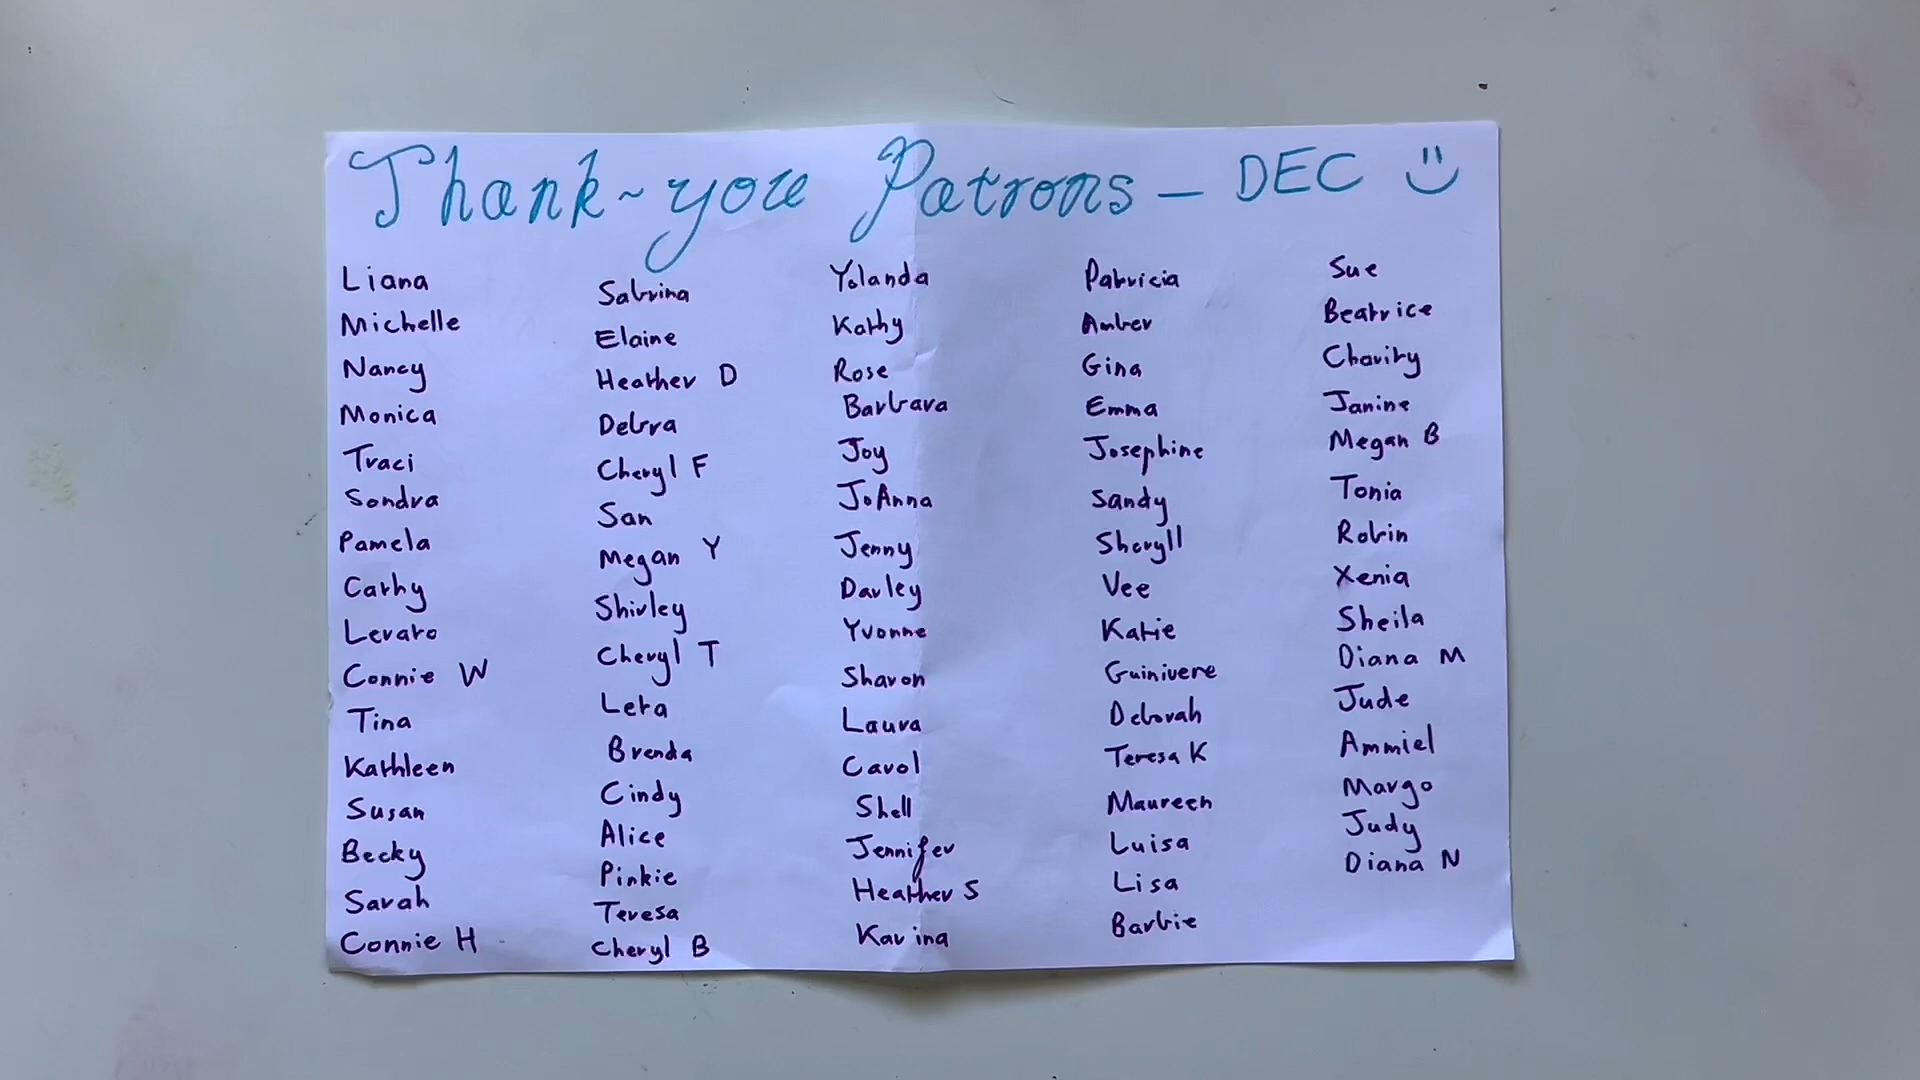 Thank~you Patrons - DEC
Liana
Michelle
Nancy
Monica
Traci
Sondra
Pamela
Cathy
Levato
Connie W
Tina
Kathleen
Susan
Becky
Sarah
Connie H
Sabrina
Elaine
Heather D
Debra
Cheryl F
San
Megan Y
Shirley
Cheryl T
Leta
Brenda
Cindy
Alice
Pinkie
Teresa
Cheryl B
Yolanda
Kathy
Rose
Barbara
Joy
JoAnna
Jenny
Darley
Yvonne
Sharon
Laura
Carol
Shell
Jennifer
Heather S
Karina
Patricia
Amber
Gina
Emma
Josephine
Sandy
Sheryll
Vee
Katie
Guinivere
Deborah
Teresa K
Maureen
Luisa
Lisa
Barbie
Sue
Beatrice
Charity
Janine
Megan B
Tonia
Robin
Xenia
Sheila
Diana M
Jude
Ammiel
Margo
Judy
Diana N